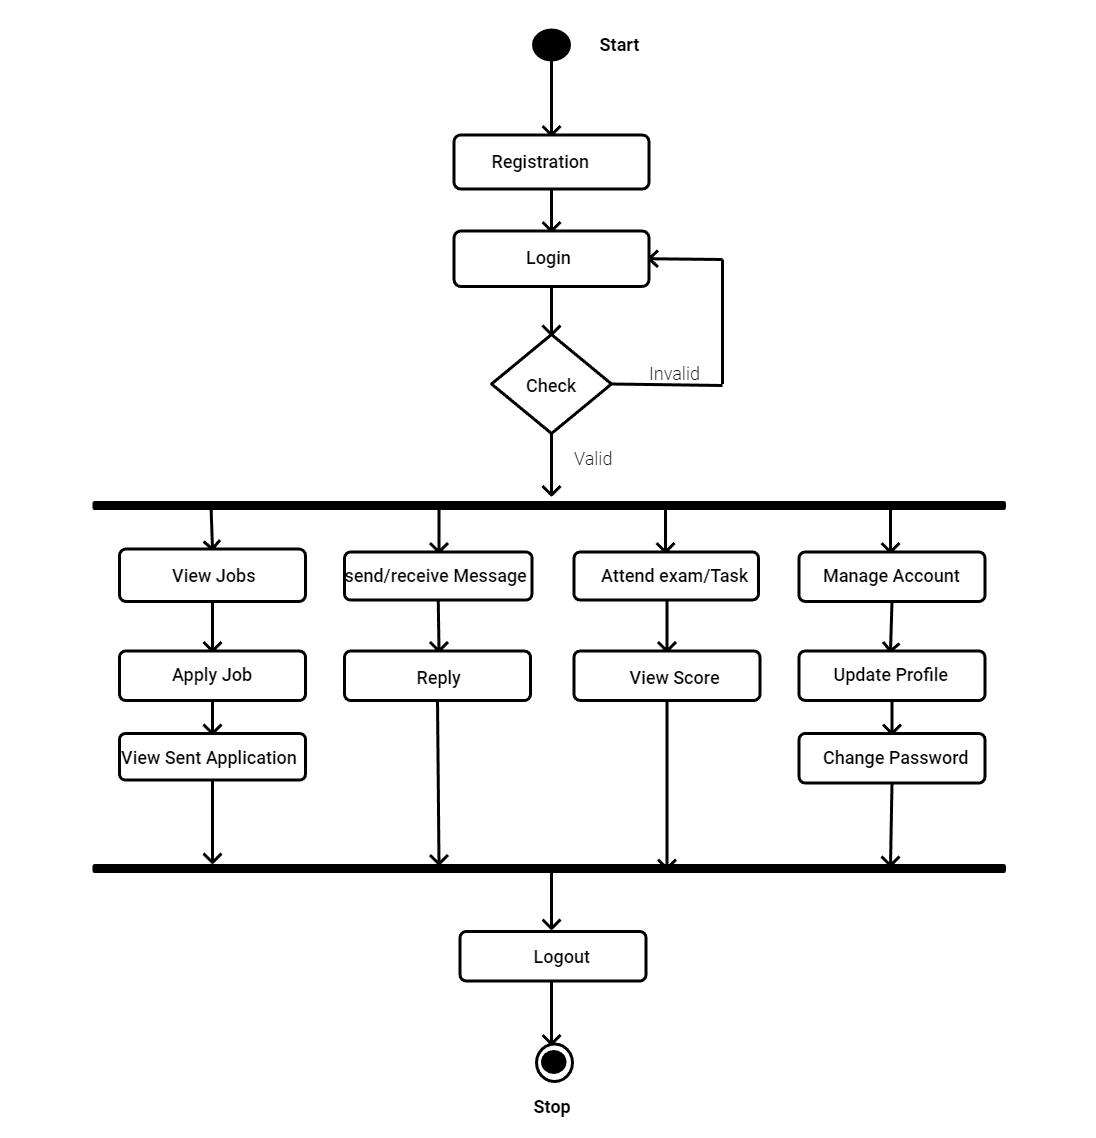 Start
Registration
Login
Check
Invalid
Valid
View Jobs
send/receive Message
Attend exam/Task
Manage Account
Apply Job
Reply
View Score
Update Profile
View Sent Application
Change Password
Logout
Stop